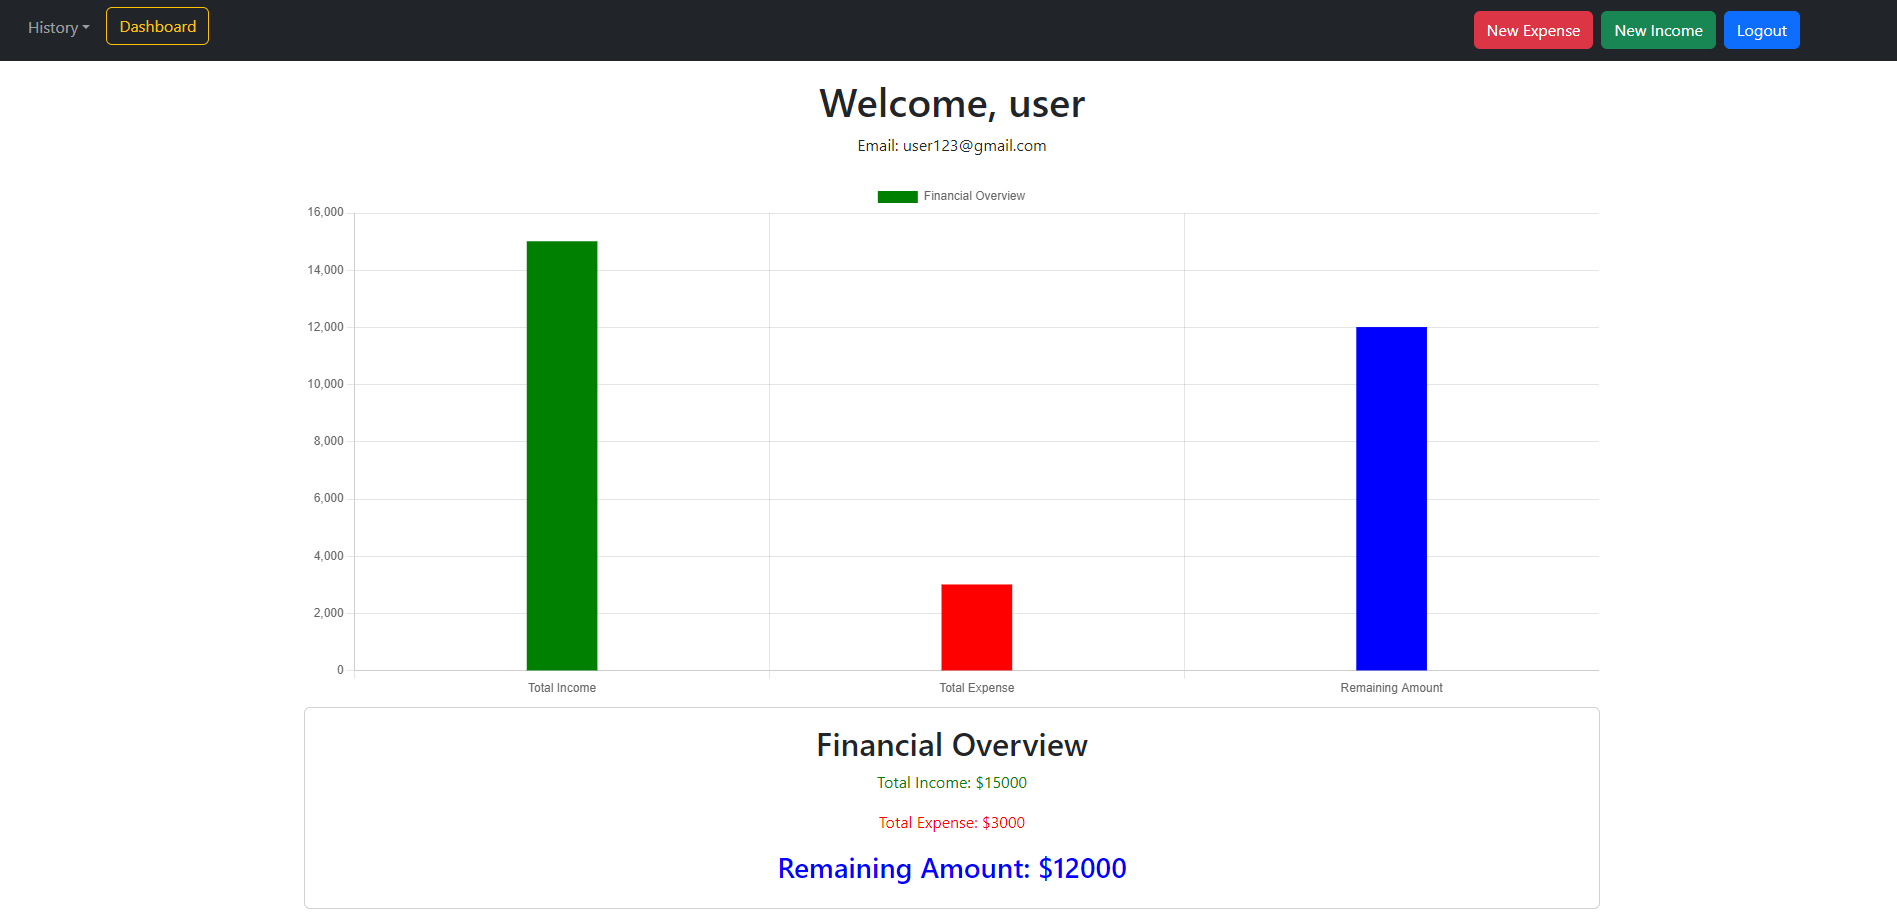 History Dashboard New Expense New Income Logout
Welcome, user
Email: user123@gmail.com
Financial Overview
16,000
14,000
12,000
10,000
8,000
6,000
4,000
2,000
0
Total Income Total Expense Remaining Amount
Financial Overview
Total Income: $15000
Total Expense: $3000
Remaining Amount: $12000